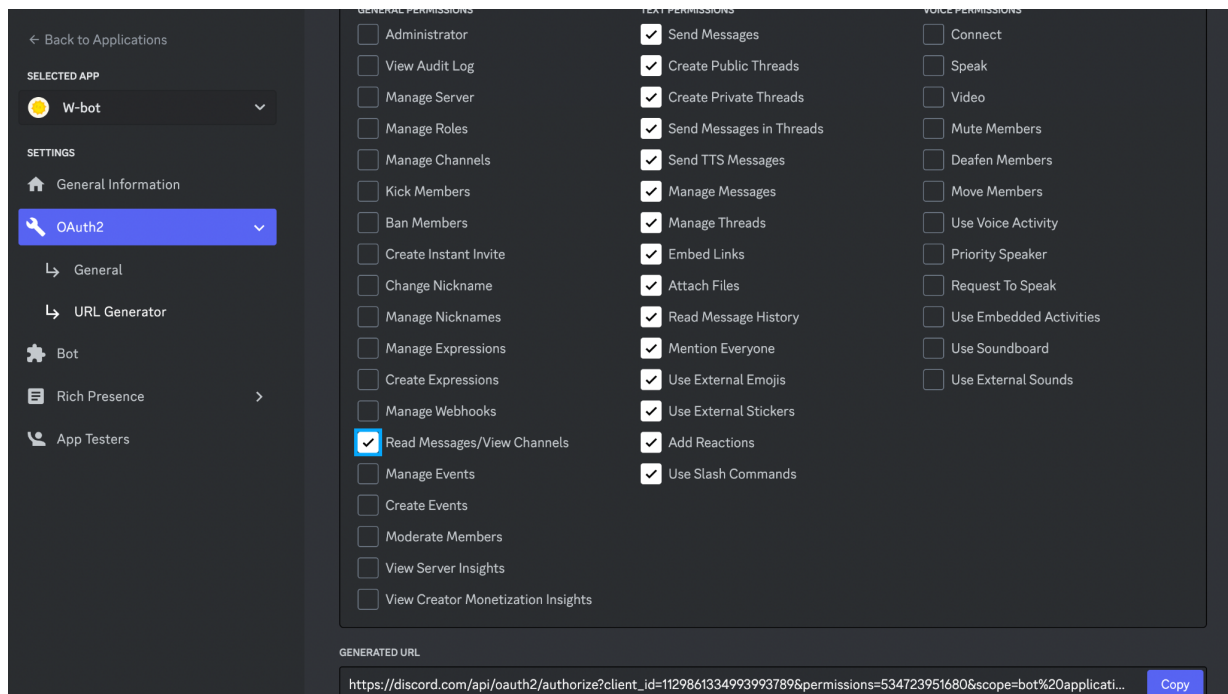 ← Back to Applications
SELECTED APP
W-bot
SETTINGS
General Information
OAuth2
General
URL Generator
Bot
Rich Presence
App Testers
GENERAL PERMISSIONS
Administrator
View Audit Log
Manage Server
Manage Roles
Manage Channels
Kick Members
Ban Members
Create Instant Invite
Change Nickname
Manage Nicknames
Manage Expressions
Create Expressions
Manage Webhooks
Read Messages/View Channels
Manage Events
Create Events
Moderate Members
View Server Insights
View Creator Monetization Insights
TEXT PERMISSIONS
Send Messages
Create Public Threads
Create Private Threads
Send Messages in Threads
Send TTS Messages
Manage Messages
Manage Threads
Embed Links
Attach Files
Read Message History
Mention Everyone
Use External Emojis
Use External Stickers
Add Reactions
Use Slash Commands
VOICE PERMISSIONS
Connect
Speak
Video
Mute Members
Deafen Members
Move Members
Use Voice Activity
Priority Speaker
Request To Speak
Use Embedded Activities
Use Soundboard
Use External Sounds
GENERATED URL
https://discord.com/api/oauth2/authorize?client_id=1129861334993993789&permissions=534723951680&scope=bot%20applicati...
Copy